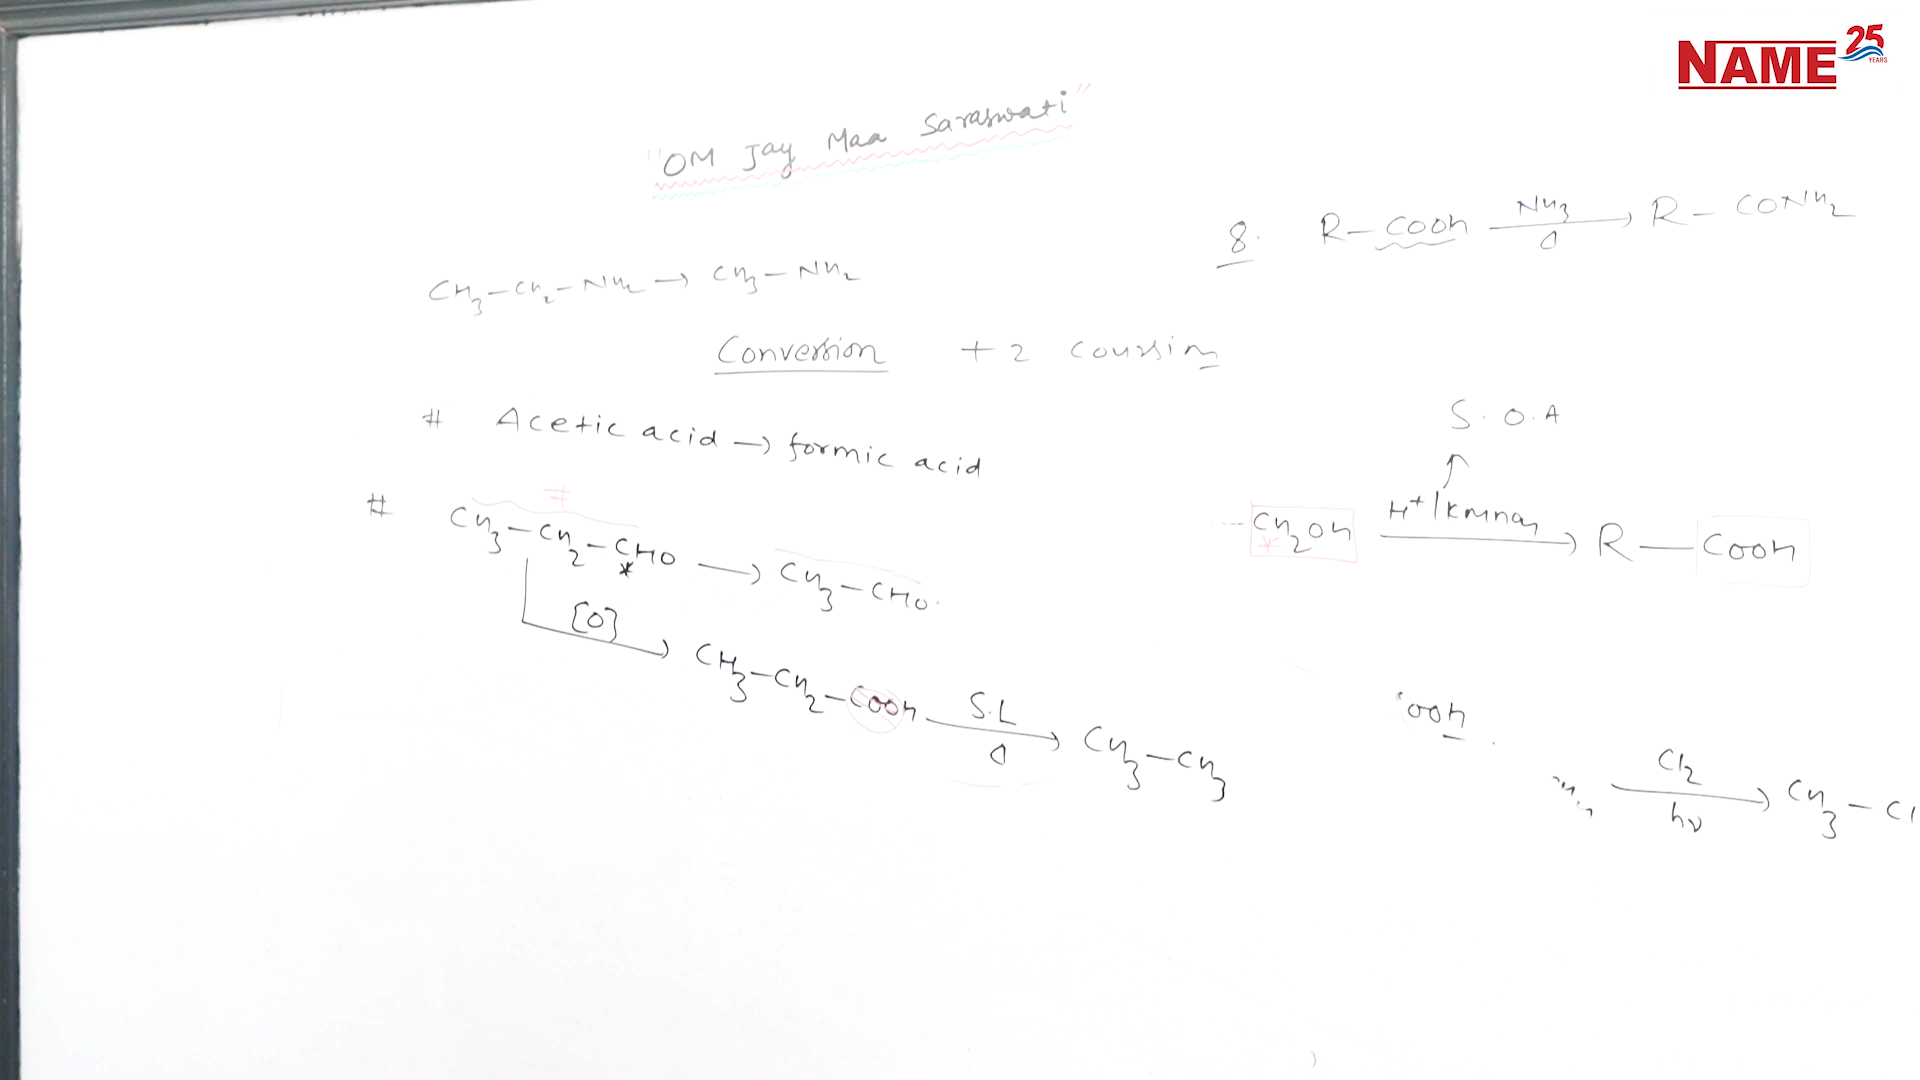 NAME 25 YEARS
"OM Jay Maa Saraswati"
8. R-COOH NH3 Δ → R-CONH2
CH3-CH2-NH2 → CH3-NH2
Conversion +2 coussin
# Acetic acid → formic acid
S.O.A
↑
# CH3-CH2-CHO → CH3-CHO.
*
CH2OH H+/KMnO4 → R-COOH
*
[O] → CH3-CH2-COOH S.L Δ → CH3-CH3
OOH
Cl2 hν → CH3-Cl